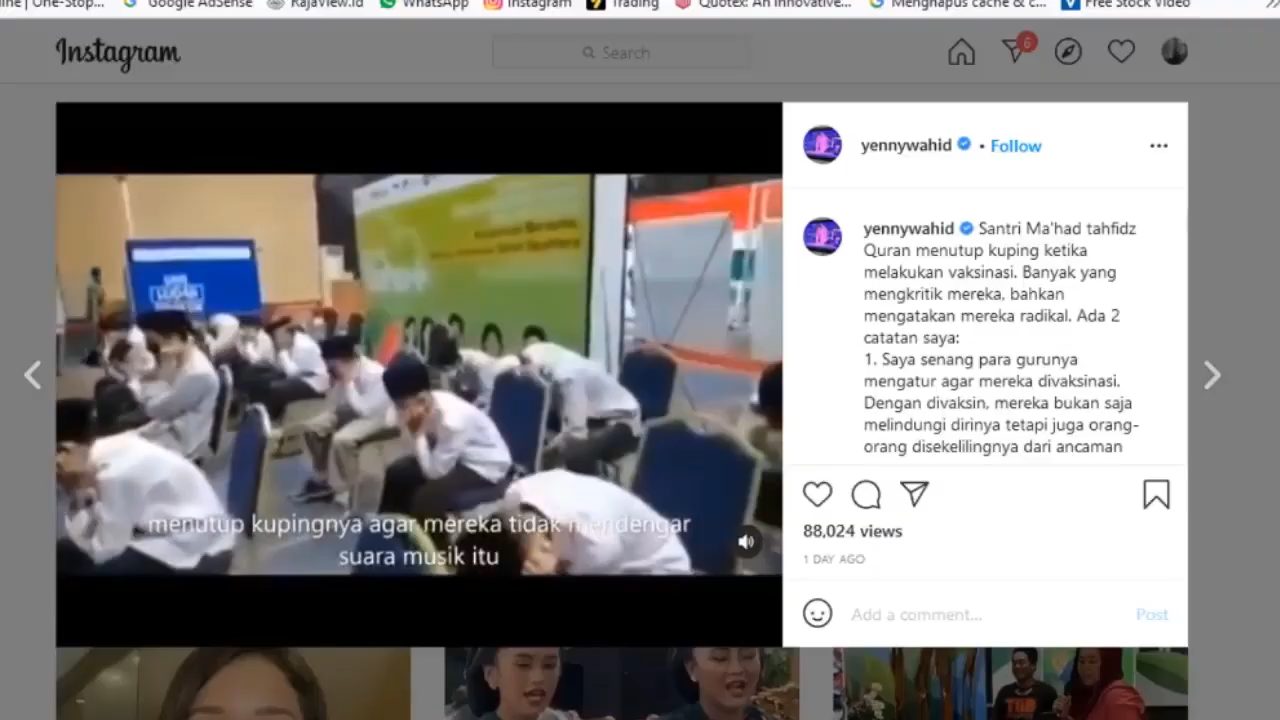 One-Stop...
Google AdSense
RajaView.id
WhatsApp
Instagram
Trading
Quotex: An Innovative...
Menghapus cache & c...
Free Stock Video
Instagram
Search
6
yennywahid • Follow
yennywahid Santri Ma'had tahfidz
Quran menutup kuping ketika
melakukan vaksinasi. Banyak yang
mengkritik mereka, bahkan
mengatakan mereka radikal. Ada 2
catatan saya:
1. Saya senang para gurunya
mengatur agar mereka divaksinasi.
Dengan divaksin, mereka bukan saja
melindungi dirinya tetapi juga orang-
orang disekelilingnya dari ancaman
menutup kupingnya agar mereka tidak mendengar
suara musik itu
88,024 views
1 DAY AGO
Add a comment...
Post